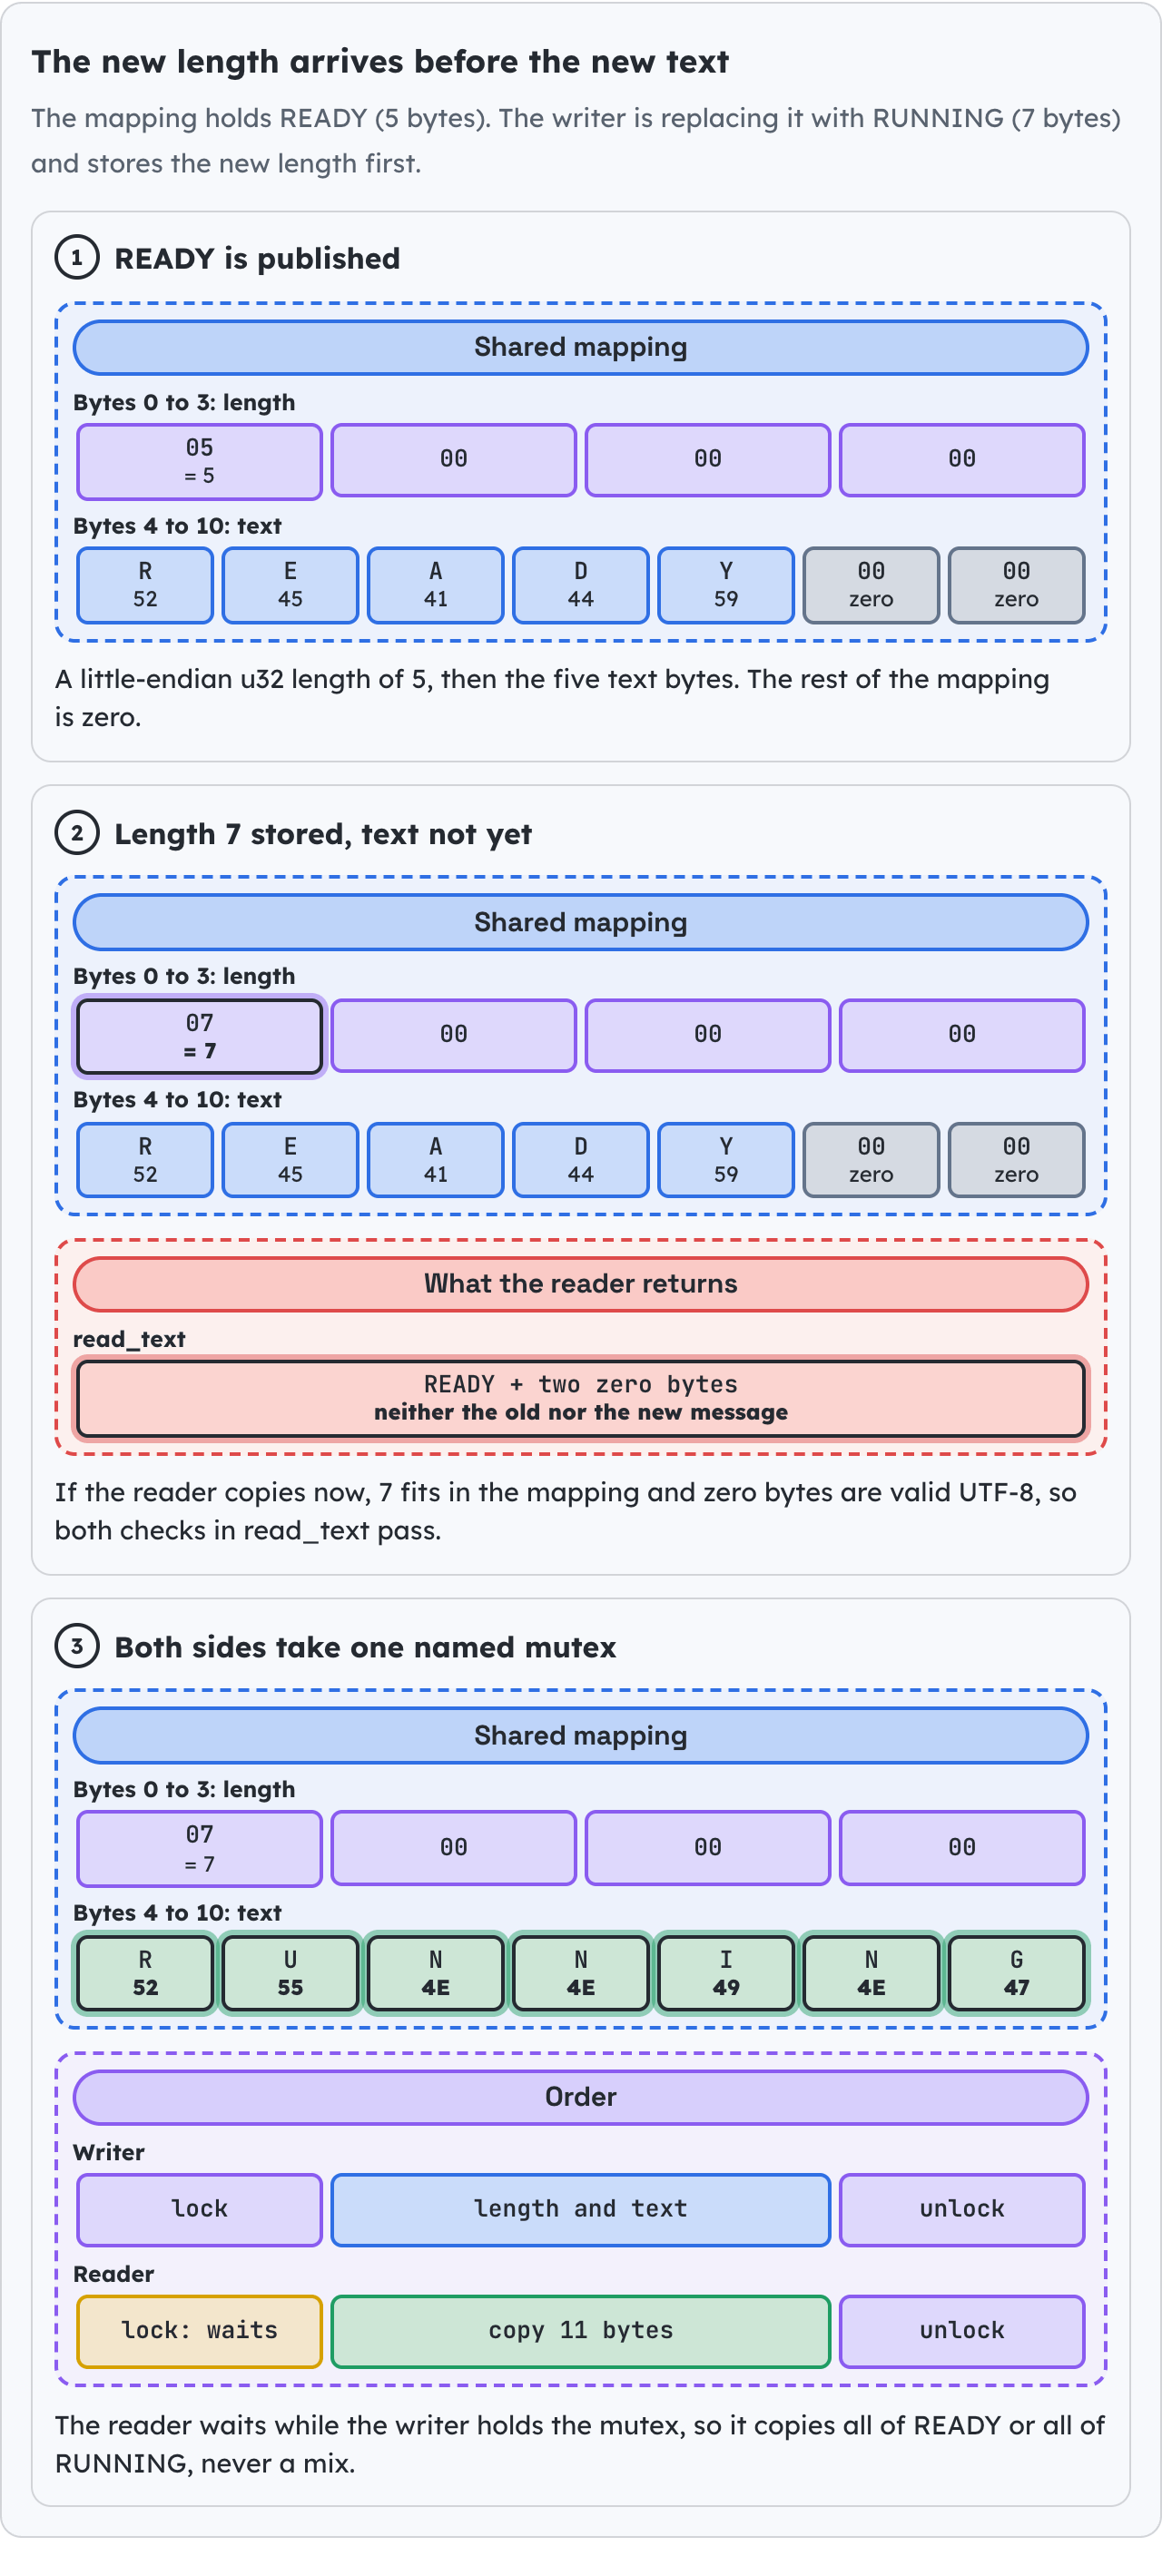 The new length arrives before the new text
The mapping holds READY (5 bytes). The writer is replacing it with RUNNING (7 bytes)
and stores the new length first.
1 READY is published
Shared mapping
Bytes 0 to 3: length
05 00 00 00
= 5
Bytes 4 to 10: text
R E A D Y 00 00
52 45 41 44 59 zero zero
A little-endian u32 length of 5, then the five text bytes. The rest of the mapping
is zero.
2 Length 7 stored, text not yet
Shared mapping
Bytes 0 to 3: length
07 00 00 00
= 7
Bytes 4 to 10: text
R E A D Y 00 00
52 45 41 44 59 zero zero
What the reader returns
read_text
READY + two zero bytes
neither the old nor the new message
If the reader copies now, 7 fits in the mapping and zero bytes are valid UTF-8, so
both checks in read_text pass.
3 Both sides take one named mutex
Shared mapping
Bytes 0 to 3: length
07 00 00 00
= 7
Bytes 4 to 10: text
R U N N I N G
52 55 4E 4E 49 4E 47
Order
Writer
lock length and text unlock
Reader
lock: waits copy 11 bytes unlock
The reader waits while the writer holds the mutex, so it copies all of READY or all of
RUNNING, never a mix.